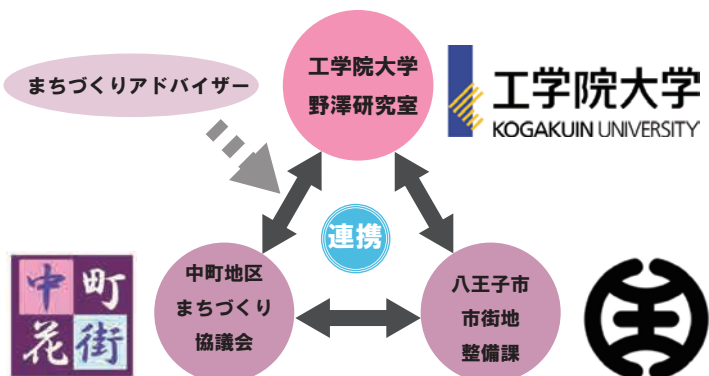 工学院大学
野澤研究室
まちづくりアドバイザー
工学院大学
KOGAKUIN UNIVERSITY
連携
中町地区
まちづくり
協議会
八王子市
市街地
整備課
中町
花街